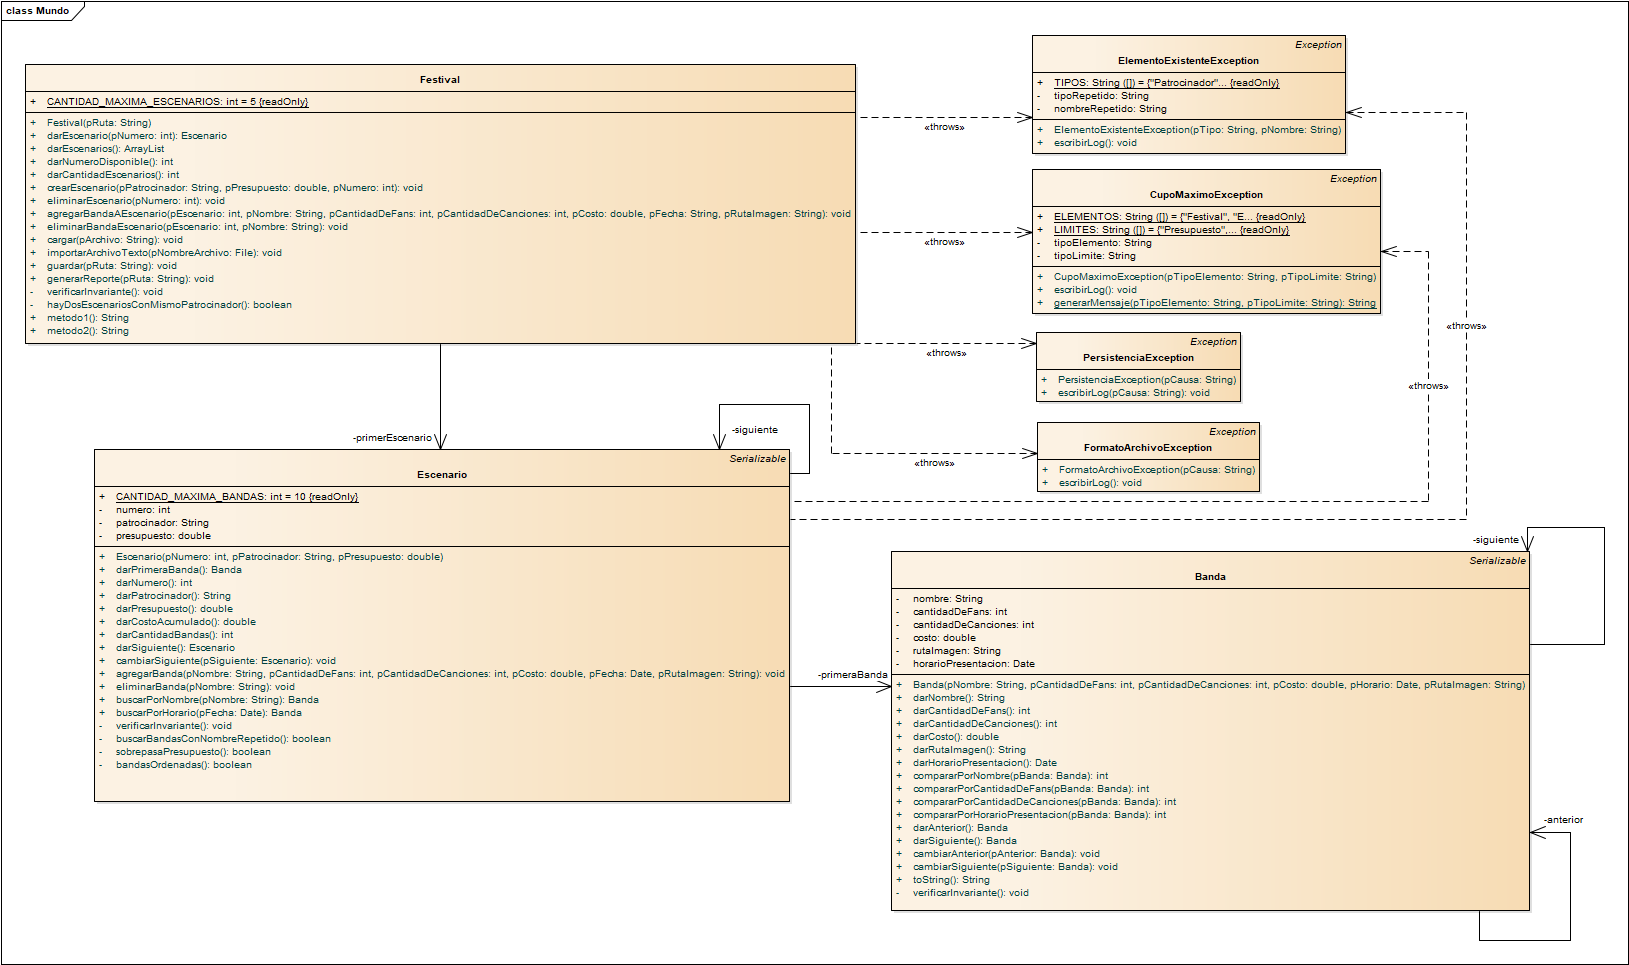 class Mundo
Festival
+ CANTIDAD_MAXIMA_ESCENARIOS: int = 5 {readOnly}
+ Festival(pRuta: String)
+ darEscenario(pNumero: int): Escenario
+ darEscenarios(): ArrayList
+ darNumeroDisponible(): int
+ darCantidadEscenarios(): int
+ crearEscenario(pPatrocinador: String, pPresupuesto: double, pNumero: int): void
+ eliminarEscenario(pNumero: int): void
+ agregarBandaAEscenario(pEscenario: int, pNombre: String, pCantidadDeFans: int, pCantidadDeCanciones: int, pCosto: double, pFecha: String, pRutaImagen: String): void
+ eliminarBandaEscenario(pEscenario: int, pNombre: String): void
+ cargar(pArchivo: String): void
+ importarArchivoTexto(pNombreArchivo: File): void
+ guardar(pRuta: String): void
+ generarReporte(pRuta: String): void
- verificarInvariante(): void
- hayDosEscenariosConMismoPatrocinador(): boolean
+ metodo1(): String
+ metodo2(): String
Exception
ElementoExistenteException
+ TIPOS: String ([]) = {"Patrocinador"... {readOnly}
- tipoRepetido: String
- nombreRepetido: String
+ ElementoExistenteException(pTipo: String, pNombre: String)
+ escribirLog(): void
«throws»
Exception
CupoMaximoException
+ ELEMENTOS: String ([]) = {"Festival", "E... {readOnly}
+ LIMITES: String ([]) = {"Presupuesto",... {readOnly}
- tipoElemento: String
- tipoLimite: String
+ CupoMaximoException(pTipoElemento: String, pTipoLimite: String)
+ escribirLog(): void
+ generarMensaje(pTipoElemento: String, pTipoLimite: String): String
«throws»
«throws»
Exception
PersistenciaException
+ PersistenciaException(pCausa: String)
+ escribirLog(pCausa: String): void
«throws»
«throws»
Exception
FormatoArchivoException
+ FormatoArchivoException(pCausa: String)
+ escribirLog(): void
«throws»
-primerEscenario
-siguiente
Serializable
Escenario
+ CANTIDAD_MAXIMA_BANDAS: int = 10 {readOnly}
- numero: int
- patrocinador: String
- presupuesto: double
+ Escenario(pNumero: int, pPatrocinador: String, pPresupuesto: double)
+ darPrimeraBanda(): Banda
+ darNumero(): int
+ darPatrocinador(): String
+ darPresupuesto(): double
+ darCostoAcumulado(): double
+ darCantidadBandas(): int
+ darSiguiente(): Escenario
+ cambiarSiguiente(pSiguiente: Escenario): void
+ agregarBanda(pNombre: String, pCantidadDeFans: int, pCantidadDeCanciones: int, pCosto: double, pFecha: Date, pRutaImagen: String): void
+ eliminarBanda(pNombre: String): void
+ buscarPorNombre(pNombre: String): Banda
+ buscarPorHorario(pFecha: Date): Banda
- verificarInvariante(): void
- buscarBandasConNombreRepetido(): boolean
- sobrepasaPresupuesto(): boolean
- bandasOrdenadas(): boolean
-primeraBanda
-siguiente
Serializable
Banda
- nombre: String
- cantidadDeFans: int
- cantidadDeCanciones: int
- costo: double
- rutaImagen: String
- horarioPresentacion: Date
+ Banda(pNombre: String, pCantidadDeFans: int, pCantidadDeCanciones: int, pCosto: double, pHorario: Date, pRutaImagen: String)
+ darNombre(): String
+ darCantidadDeFans(): int
+ darCantidadDeCanciones(): int
+ darCosto(): double
+ darRutaImagen(): String
+ darHorarioPresentacion(): Date
+ compararPorNombre(pBanda: Banda): int
+ compararPorCantidadDeFans(pBanda: Banda): int
+ compararPorCantidadDeCanciones(pBanda: Banda): int
+ compararPorHorarioPresentacion(pBanda: Banda): int
+ darAnterior(): Banda
+ darSiguiente(): Banda
+ cambiarAnterior(pAnterior: Banda): void
+ cambiarSiguiente(pSiguiente: Banda): void
+ toString(): String
- verificarInvariante(): void
-anterior